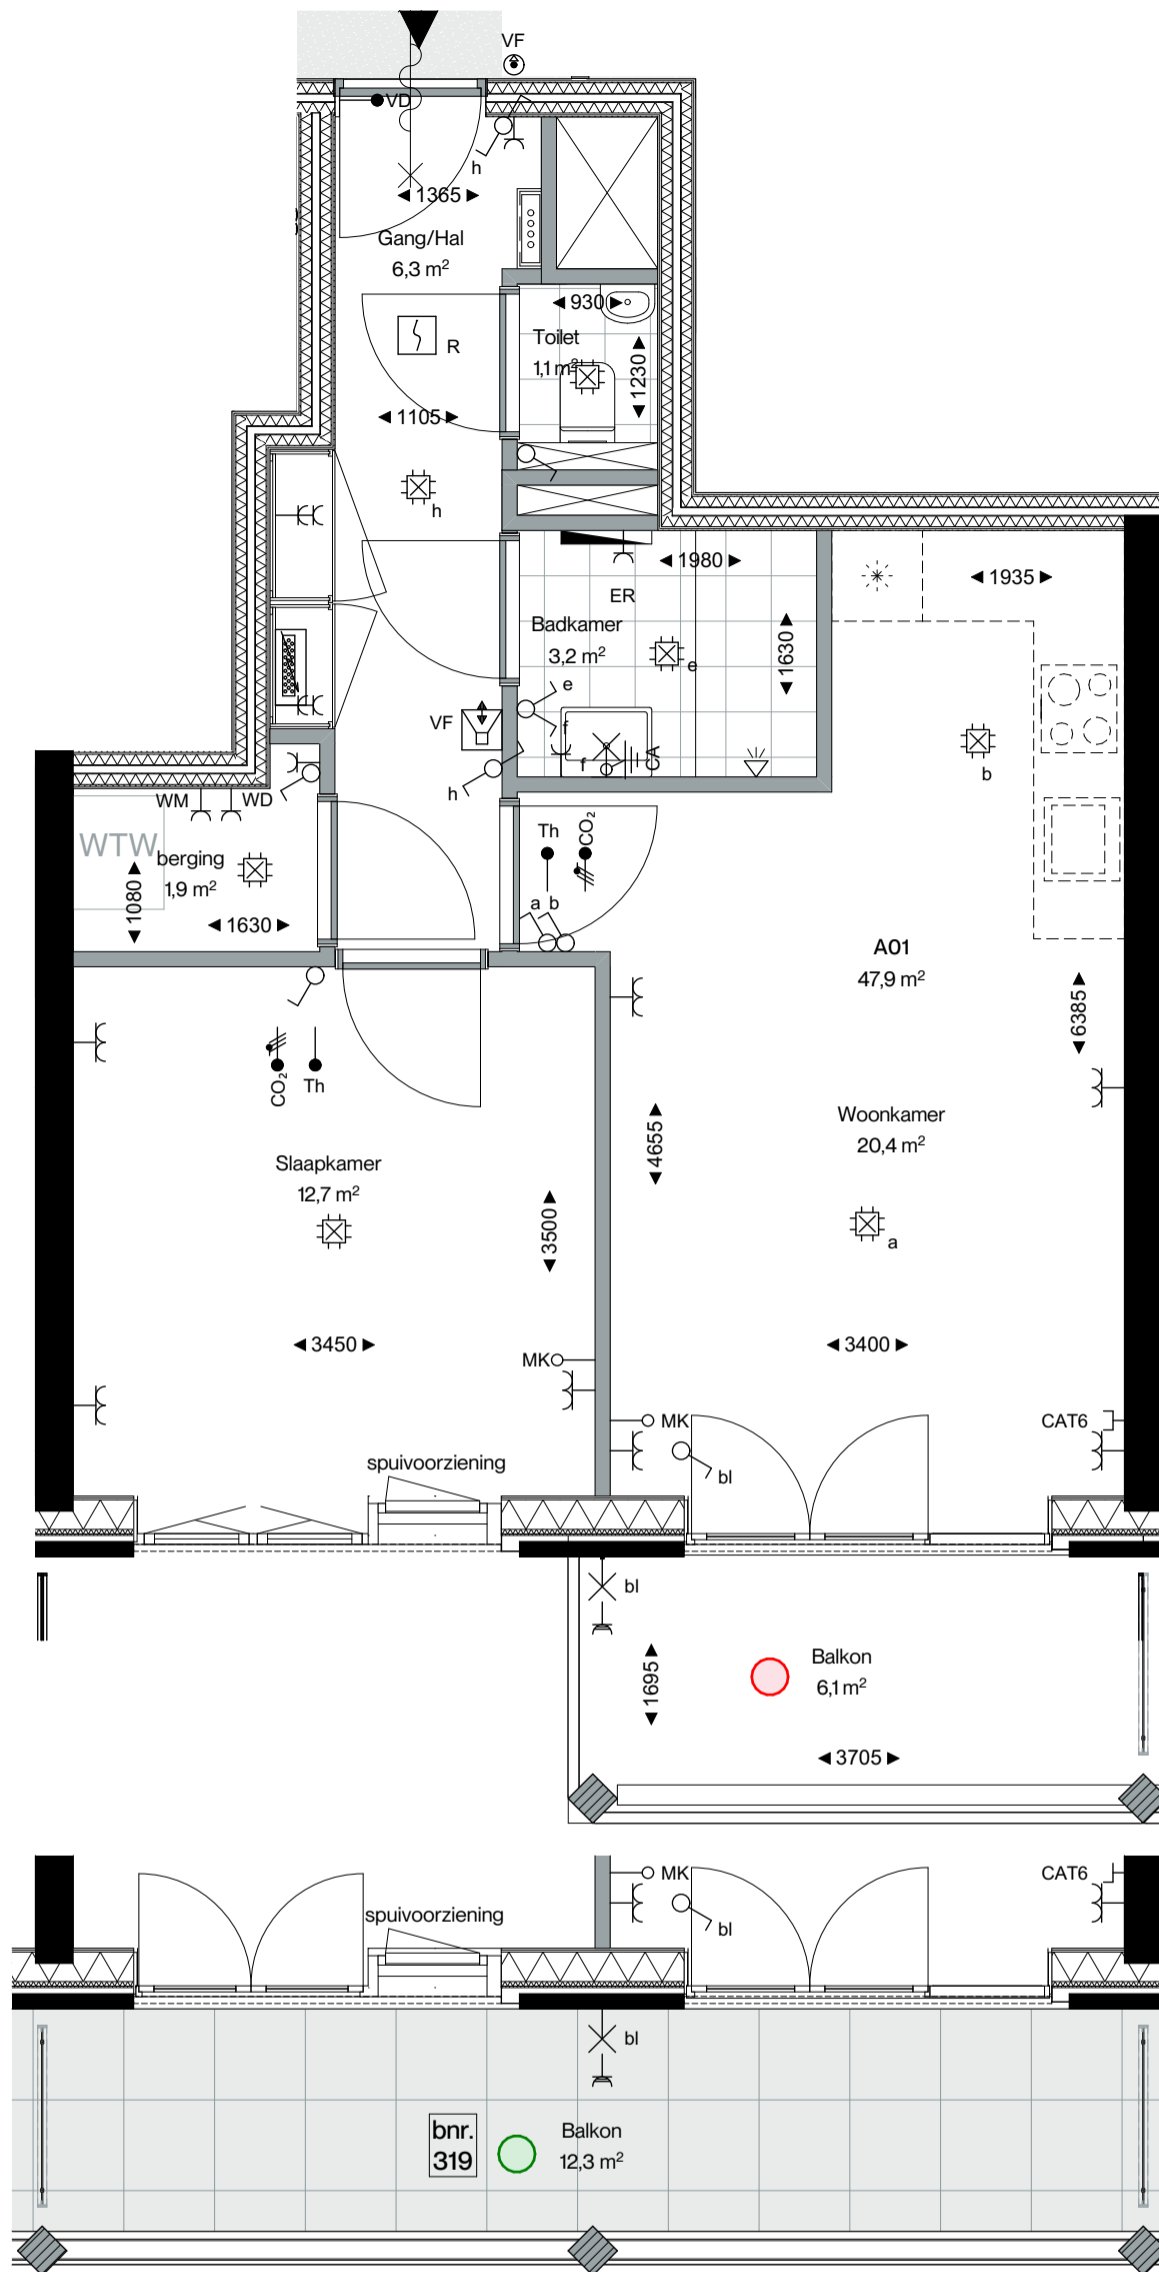 VF
VD
h
1365
Gang/Hal
6,3 m²
930
Toilet
1,1 m²
1230
R
1105
h
1980
1935
ER
Badkamer
3,2 m²
e
1630
e
f
VF
f
CA
h
b
WM
WD
WTW
berging
1,9 m²
1080
1630
Th
CO₂
a b
A01
47,9 m²
6385
CO₂
Th
Woonkamer
20,4 m²
4655
Slaapkamer
12,7 m²
3500
a
3450
3400
MK
MK
CAT6
bl
spuivoorziening
bl
Balkon
6,1 m²
1695
3705
MK
CAT6
bl
spuivoorziening
bl
bnr.
319
Balkon
12,3 m²